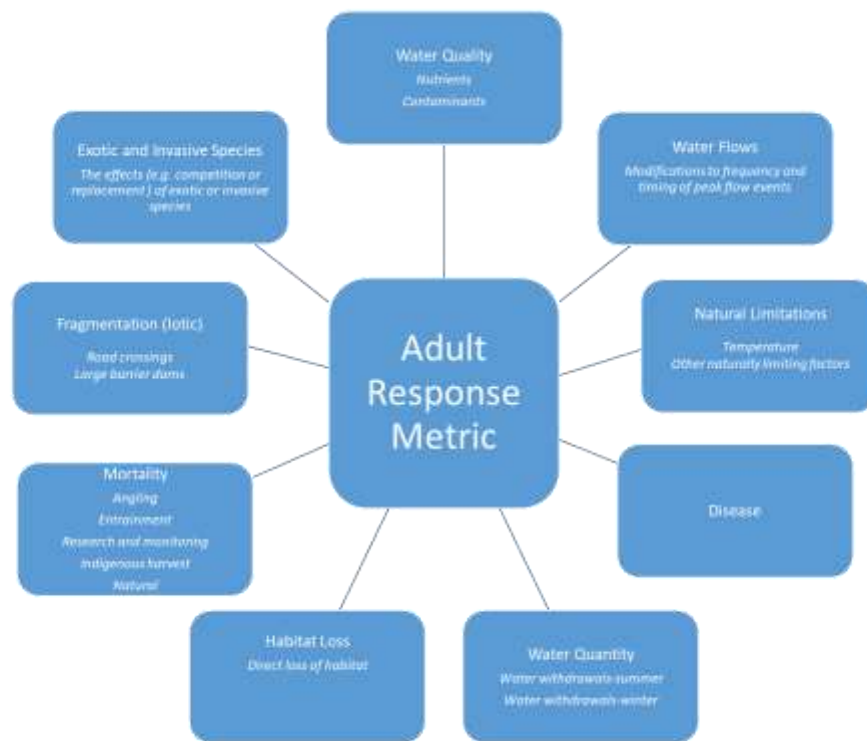 Water Quality
Nutrients
Contaminants
Exotic and Invasive Species
The effects (e.g. competition or
replacement ) of exotic or invasive
species
Water Flows
Modifications to frequency and
timing of peak flow events
Fragmentation (lotic)
Road crossings
Large barrier dams
Adult
Response
Metric
Natural Limitations
Temperature
Other naturally limiting factors
Mortality
Angling
Entrainment
Research and monitoring
Indigenous harvest
Natural
Disease
Habitat Loss
Direct loss of habitat
Water Quantity
Water withdrawals-summer
Water withdrawals-winter